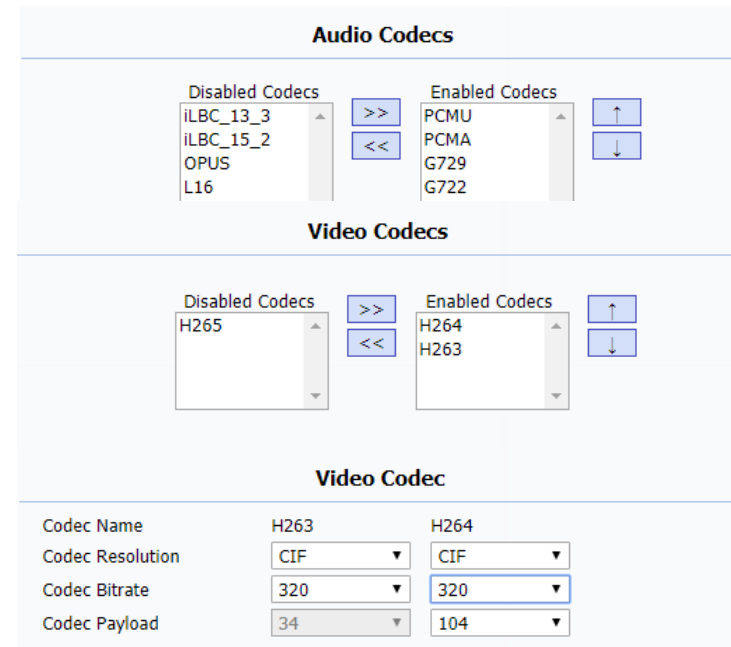 Audio Codecs
Disabled Codecs Enabled Codecs
iLBC_13_3 >> PCMU ↑
iLBC_15_2 << PCMA ↓
OPUS G729
L16 G722
Video Codecs
Disabled Codecs Enabled Codecs
H265 >> H264 ↑
<< H263 ↓
Video Codec
Codec Name H263 H264
Codec Resolution CIF CIF
Codec Bitrate 320 320
Codec Payload 34 104